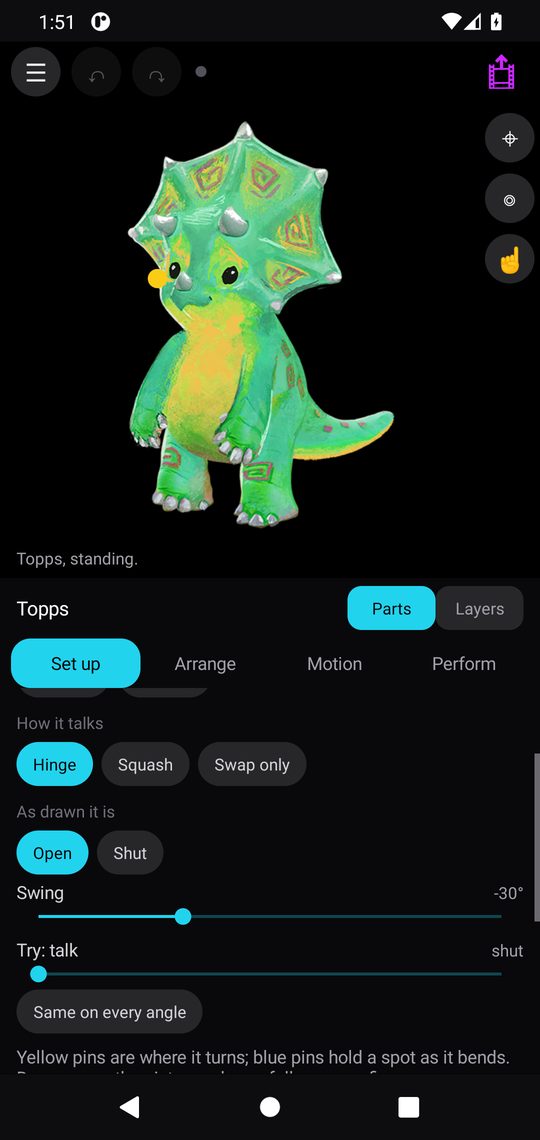 1:51
Topps, standing.
Topps
Parts
Layers
Set up
Arrange
Motion
Perform
How it talks
Hinge
Squash
Swap only
As drawn it is
Open
Shut
Swing
-30°
Try: talk
shut
Same on every angle
Yellow pins are where it turns; blue pins hold a spot as it bends.